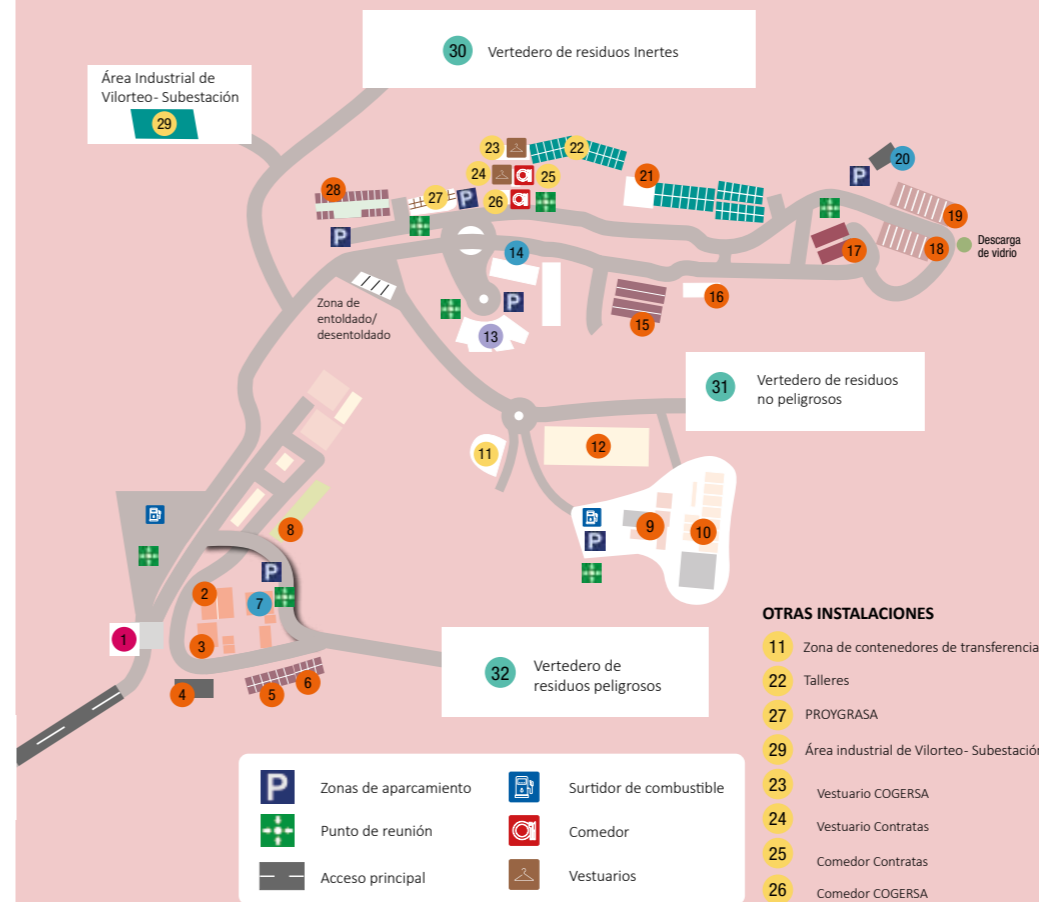 30 Vertedero de residuos Inertes
Área Industrial de
Vilorteo- Subestación
29
23
22
24
25
26
27
28
21
20
19
18
17
Descarga
de vidrio
14
16
15
13
Zona de
entoldado/
desentoldado
31 Vertedero de residuos
no peligrosos
11
12
9
10
8
2
7
1
3
4
5
6
32 Vertedero de
residuos peligrosos
P Zonas de aparcamiento
Surtidor de combustible
Punto de reunión
Comedor
Acceso principal
Vestuarios
OTRAS INSTALACIONES
11 Zona de contenedores de transferencia
22 Talleres
27 PROYGRASA
29 Área industrial de Vilorteo- Subestación
23 Vestuario COGERSA
24 Vestuario Contratas
25 Comedor Contratas
26 Comedor COGERSA
P
P
P
P
P
P